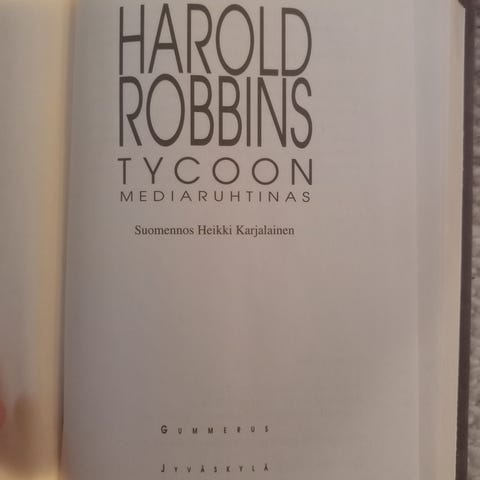 HAROLD
ROBBINS
TYCOON
MEDIARUHTINAS
Suomennos Heikki Karjalainen
GUMMERUS
JYVÄSKYLÄ